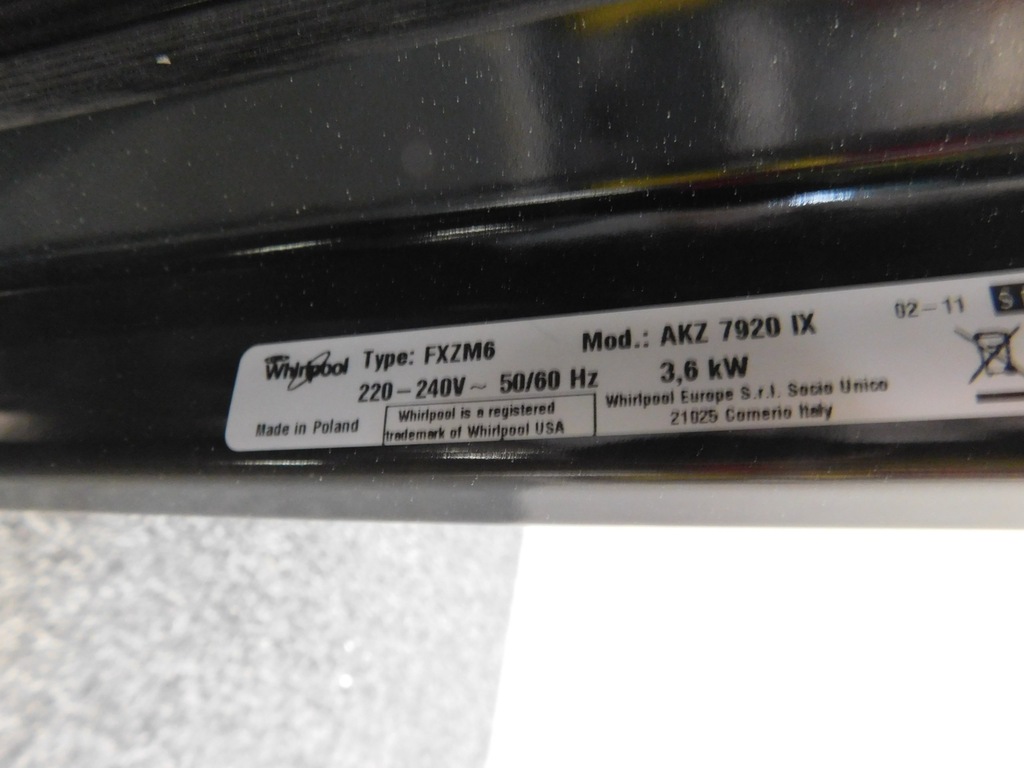 Whirlpool
Type: FXZM6
Mod.: AKZ 7920 IX
02-11
220-240V~ 50/60 Hz
3,6 kW
Made in Poland
Whirlpool is a registered
trademark of Whirlpool USA
Whirlpool Europe S.r.l. Socio Unico
21025 Comerio Italy